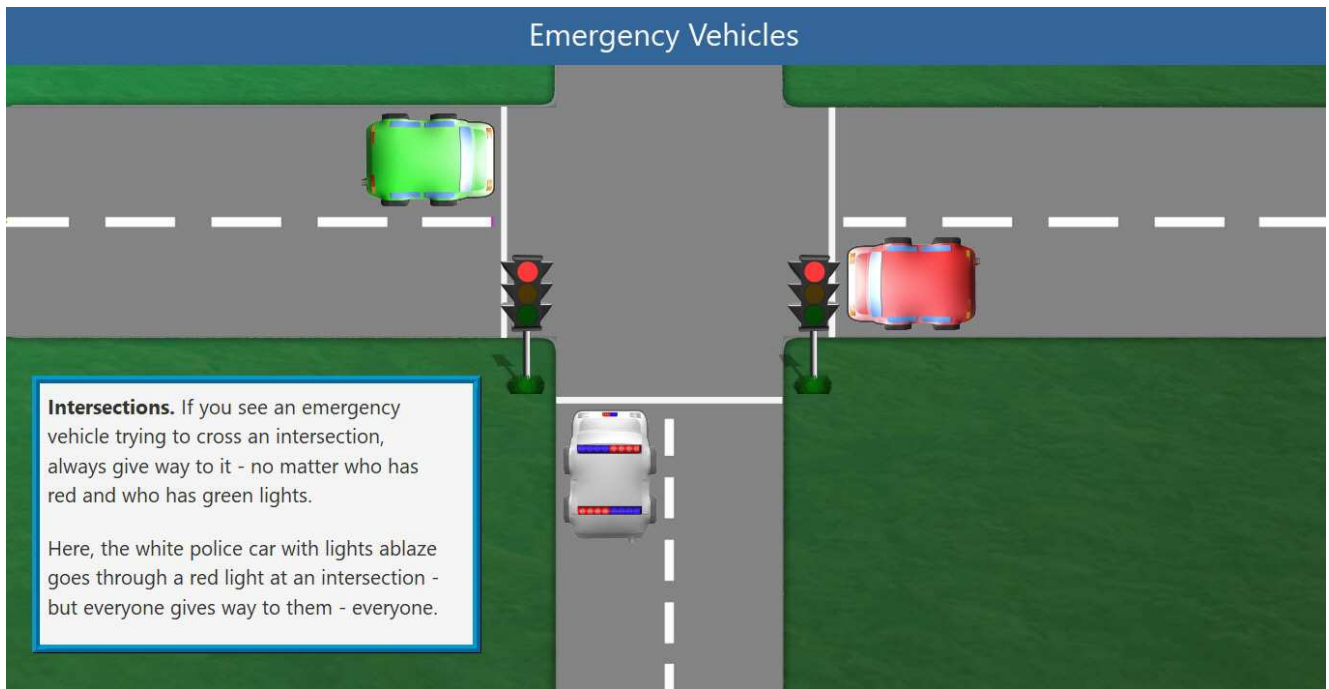 Emergency Vehicles
Intersections. If you see an emergency
vehicle trying to cross an intersection,
always give way to it - no matter who has
red and who has green lights.
Here, the white police car with lights ablaze
goes through a red light at an intersection -
but everyone gives way to them - everyone.